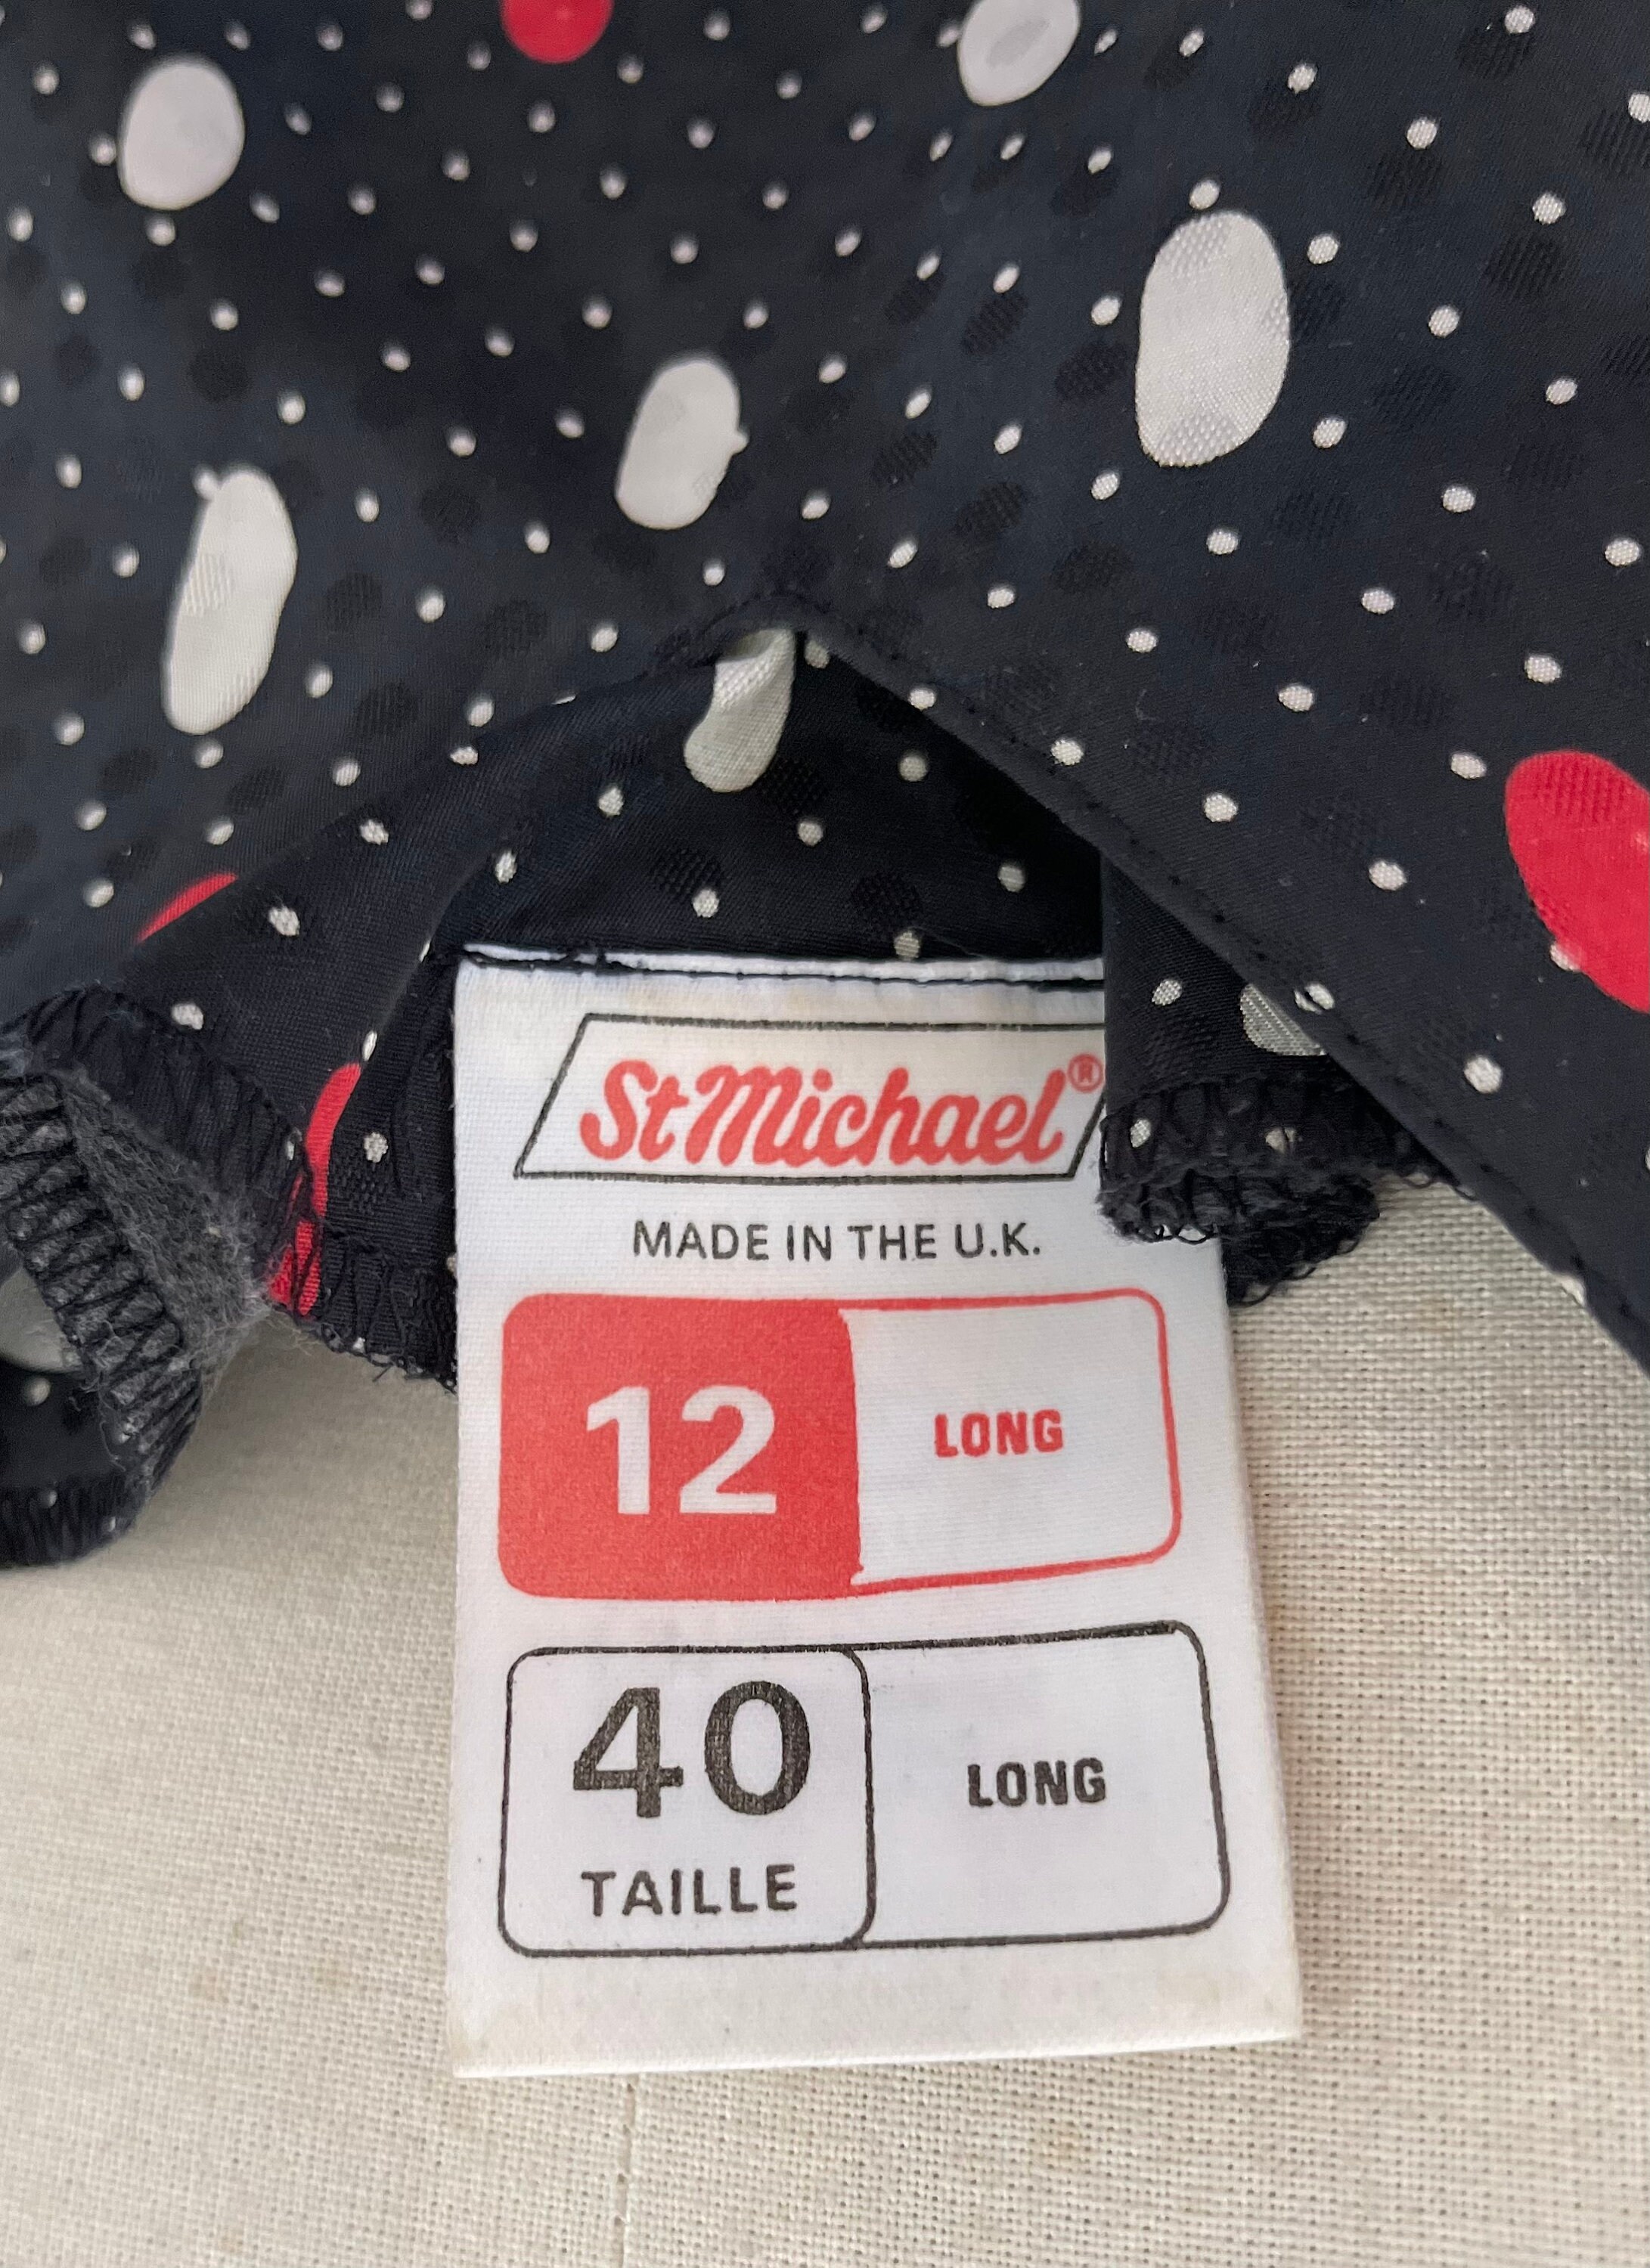 St Michael®
MADE IN THE U.K.
12 LONG
40 LONG
TAILLE